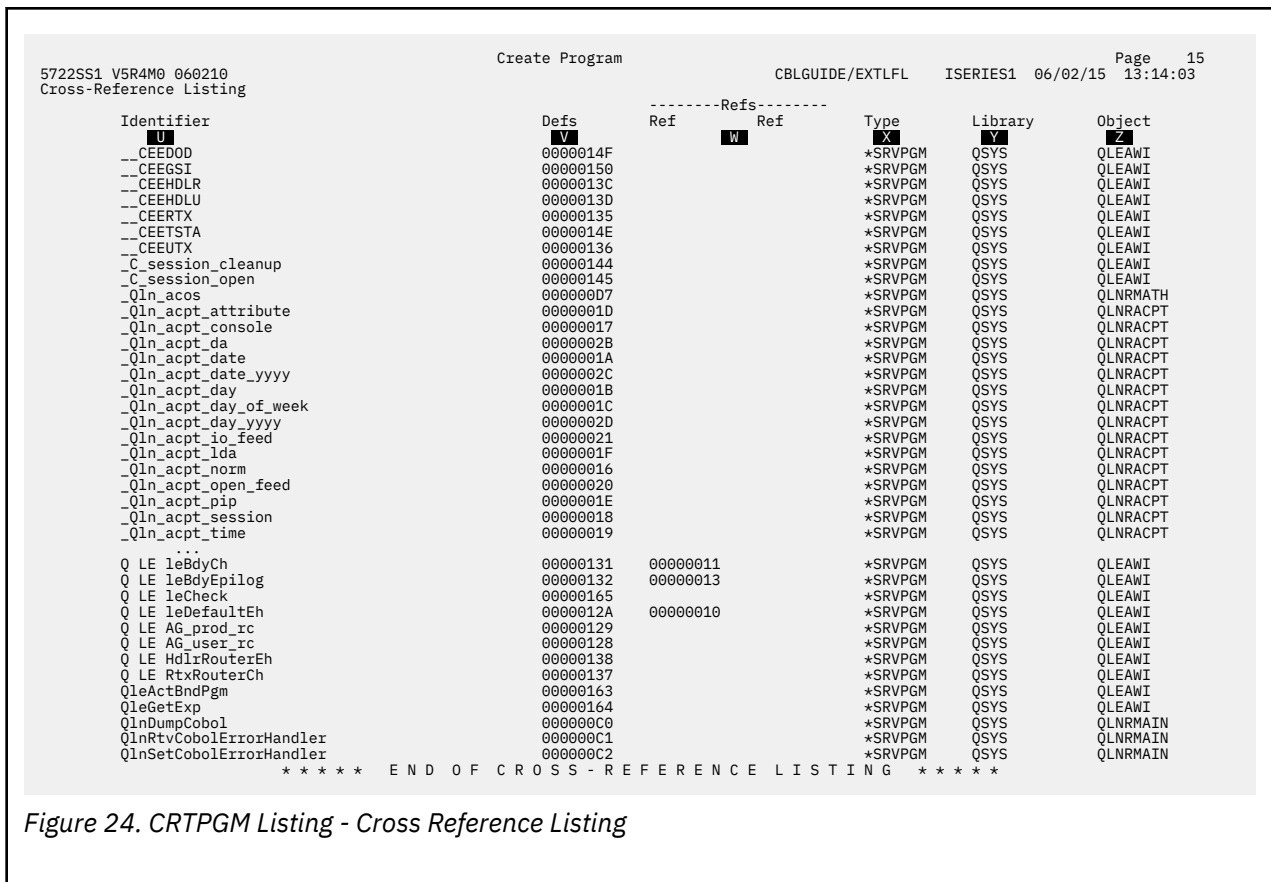 Create Program Page 15
5722SS1 V5R4M0 060210 CBLGUIDE/EXTLFL ISERIES1 06/02/15 13:14:03
Cross-Reference Listing
--------Refs--------
Identifier Defs Ref Ref Type Library Object
U V W X Y Z
__CEEDOD 0000014F *SRVPGM QSYS QLEAWI
__CEEGSI 00000150 *SRVPGM QSYS QLEAWI
__CEEHDLR 0000013C *SRVPGM QSYS QLEAWI
__CEEHDLU 0000013D *SRVPGM QSYS QLEAWI
__CEERTX 00000135 *SRVPGM QSYS QLEAWI
__CEETSTA 0000014E *SRVPGM QSYS QLEAWI
__CEEUTX 00000136 *SRVPGM QSYS QLEAWI
_C_session_cleanup 00000144 *SRVPGM QSYS QLEAWI
_C_session_open 00000145 *SRVPGM QSYS QLEAWI
_Qln_acos 000000D7 *SRVPGM QSYS QLNRMATH
_Qln_acpt_attribute 0000001D *SRVPGM QSYS QLNRACPT
_Qln_acpt_console 00000017 *SRVPGM QSYS QLNRACPT
_Qln_acpt_da 0000002B *SRVPGM QSYS QLNRACPT
_Qln_acpt_date 0000001A *SRVPGM QSYS QLNRACPT
_Qln_acpt_date_yyyy 0000002C *SRVPGM QSYS QLNRACPT
_Qln_acpt_day 0000001B *SRVPGM QSYS QLNRACPT
_Qln_acpt_day_of_week 0000001C *SRVPGM QSYS QLNRACPT
_Qln_acpt_day_yyyy 0000002D *SRVPGM QSYS QLNRACPT
_Qln_acpt_io_feed 00000021 *SRVPGM QSYS QLNRACPT
_Qln_acpt_lda 0000001F *SRVPGM QSYS QLNRACPT
_Qln_acpt_norm 00000016 *SRVPGM QSYS QLNRACPT
_Qln_acpt_open_feed 00000020 *SRVPGM QSYS QLNRACPT
_Qln_acpt_pip 0000001E *SRVPGM QSYS QLNRACPT
_Qln_acpt_session 00000018 *SRVPGM QSYS QLNRACPT
_Qln_acpt_time 00000019 *SRVPGM QSYS QLNRACPT
...
Q LE leBdyCh 00000131 00000011 *SRVPGM QSYS QLEAWI
Q LE leBdyEpilog 00000132 00000013 *SRVPGM QSYS QLEAWI
Q LE leCheck 00000165 *SRVPGM QSYS QLEAWI
Q LE leDefaultEh 0000012A 00000010 *SRVPGM QSYS QLEAWI
Q LE AG_prod_rc 00000129 *SRVPGM QSYS QLEAWI
Q LE AG_user_rc 00000128 *SRVPGM QSYS QLEAWI
Q LE HdlrRouterEh 00000138 *SRVPGM QSYS QLEAWI
Q LE RtxRouterCh 00000137 *SRVPGM QSYS QLEAWI
QleActBndPgm 00000163 *SRVPGM QSYS QLEAWI
QleGetExp 00000164 *SRVPGM QSYS QLEAWI
QlnDumpCobol 000000C0 *SRVPGM QSYS QLNRMAIN
QlnRtvCobolErrorHandler 000000C1 *SRVPGM QSYS QLNRMAIN
QlnSetCobolErrorHandler 000000C2 *SRVPGM QSYS QLNRMAIN
* * * * * E N D O F C R O S S - R E F E R E N C E L I S T I N G * * * * *
Figure 24. CRTPGM Listing - Cross Reference Listing